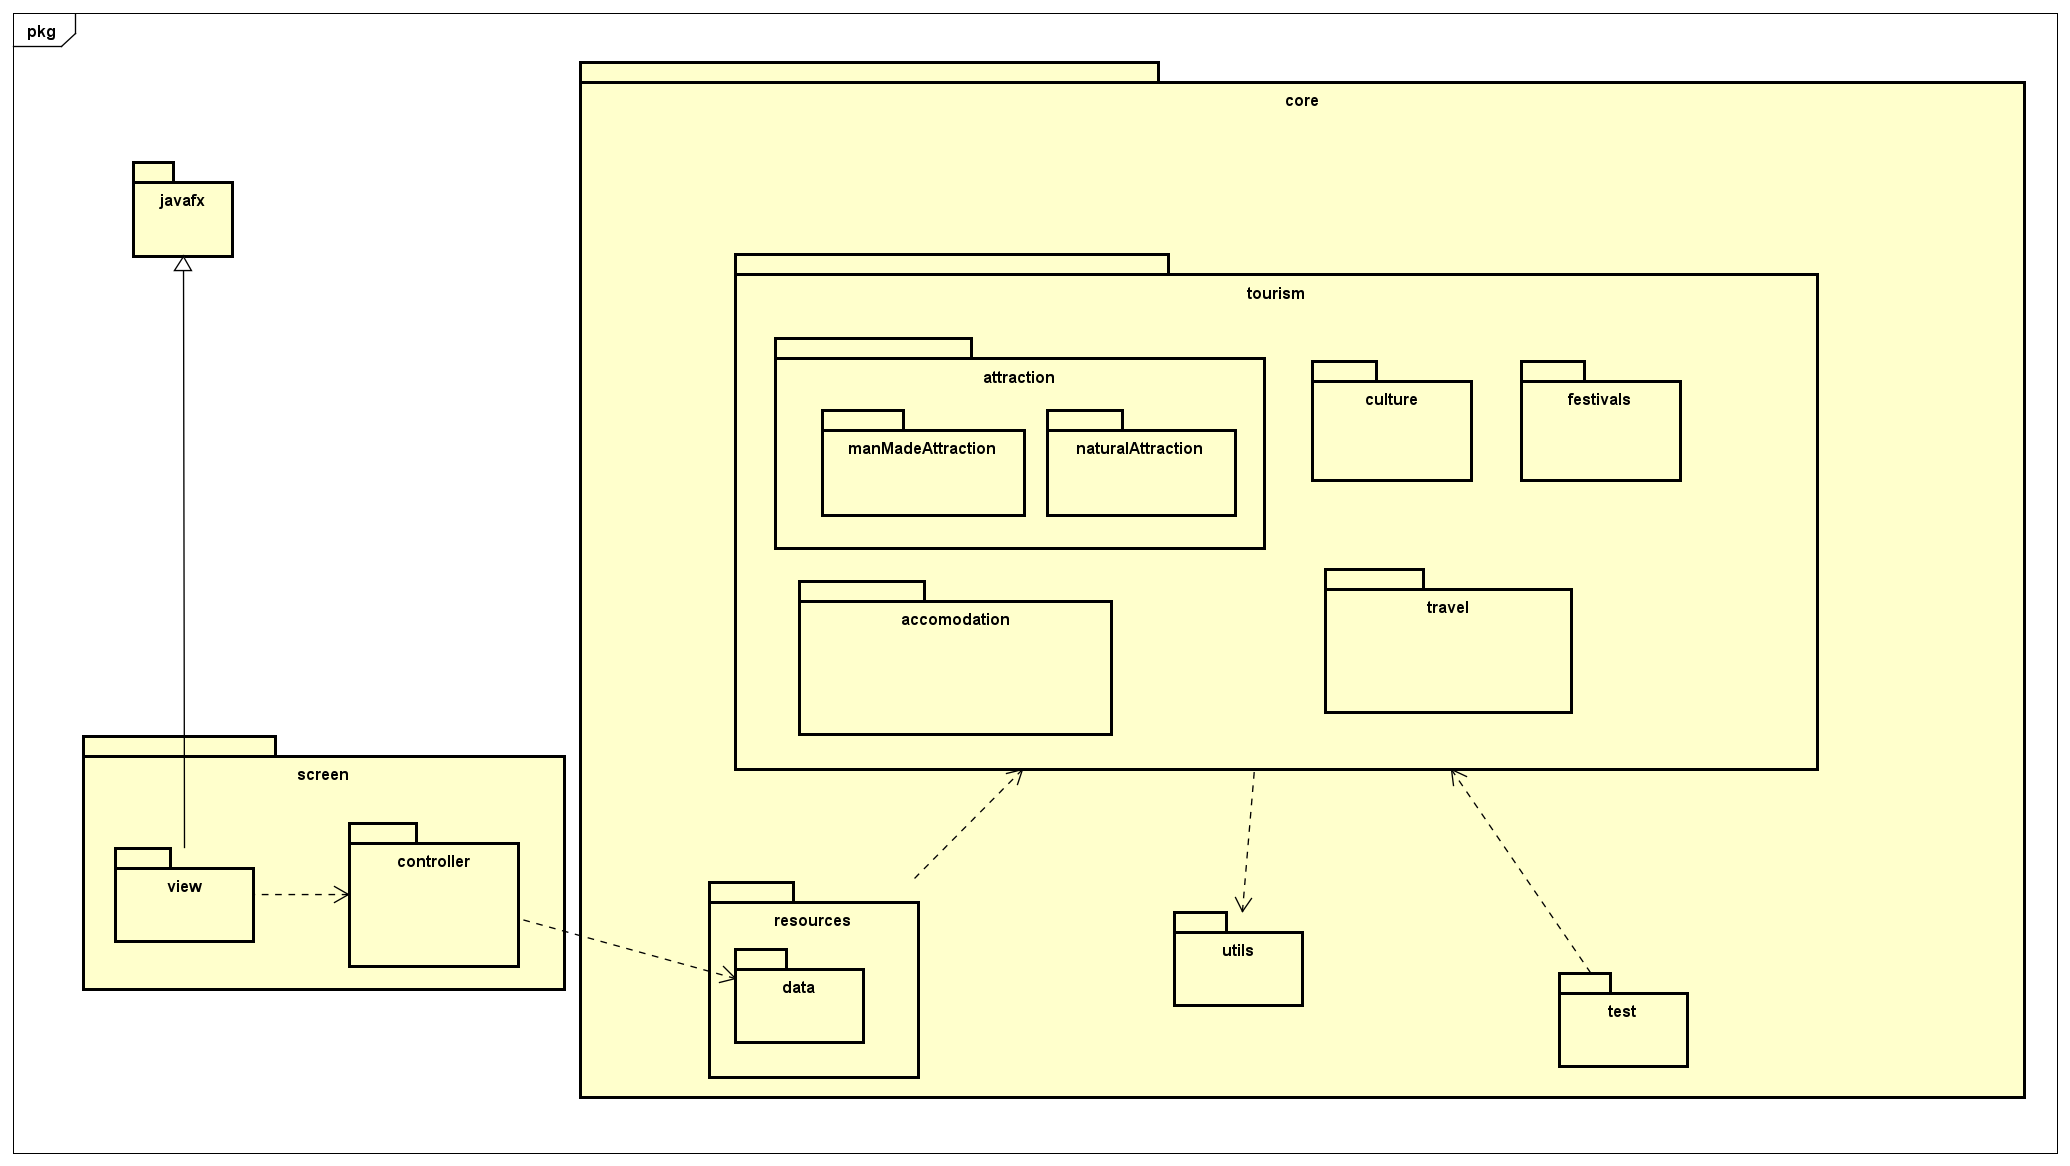 pkg
core
javafx
tourism
attraction
culture
festivals
manMadeAttraction
naturalAttraction
accomodation
travel
screen
view
controller
resources
data
utils
test